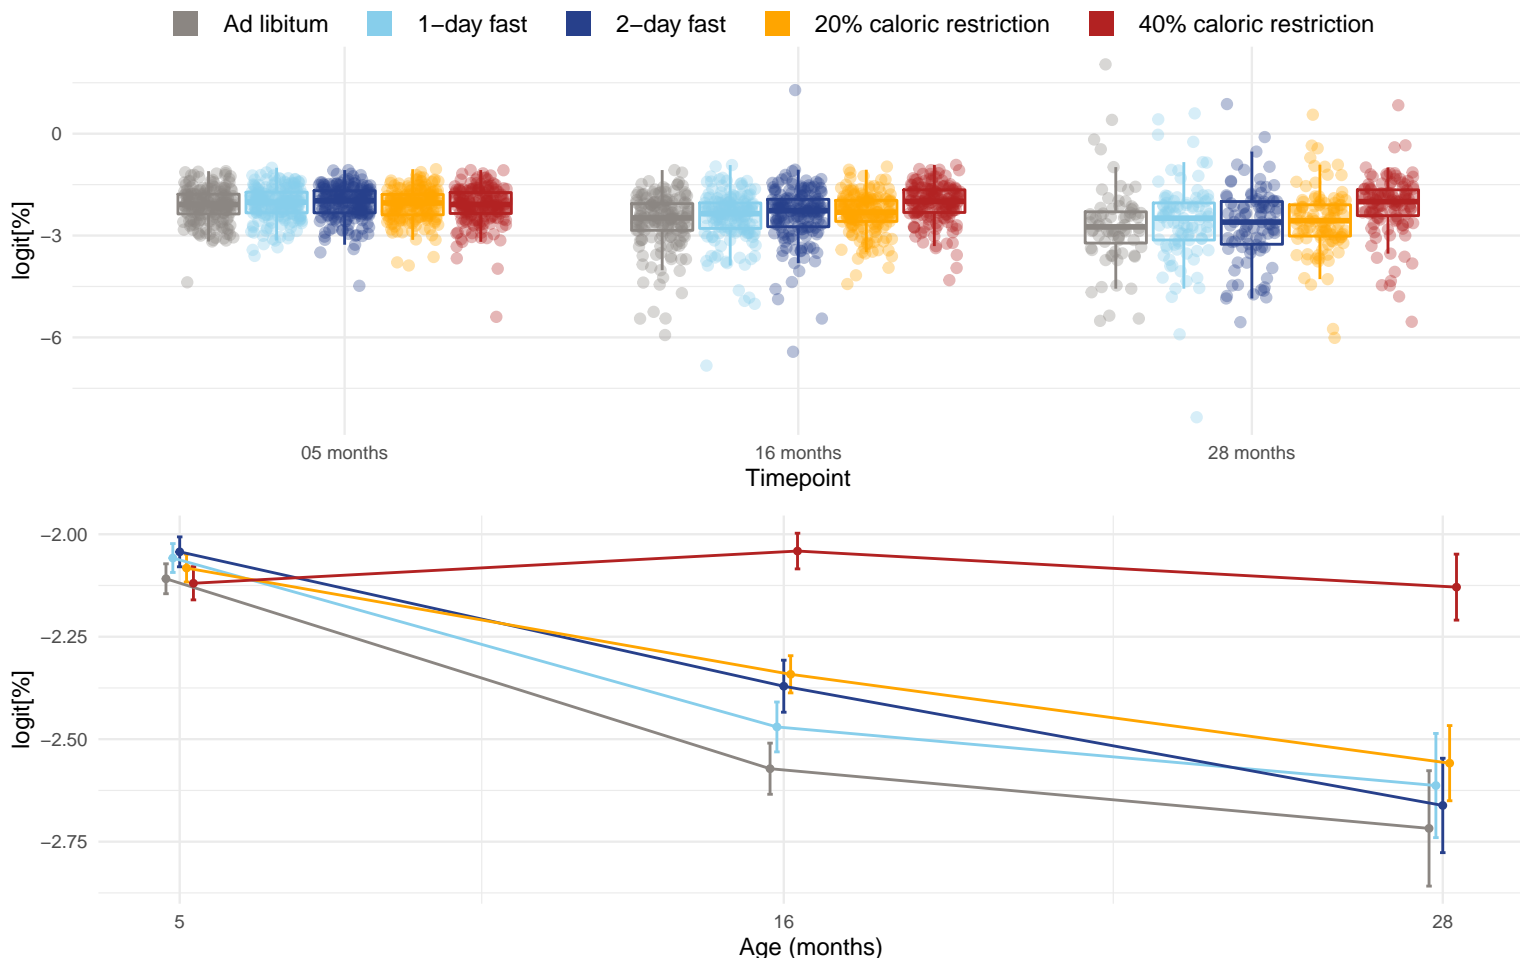 Ad libitum 1−day fast 2−day fast 20% caloric restriction 40% caloric restriction
logit[%]
0
−3
−6
05 months 16 months 28 months
Timepoint
logit[%]
−2.00
−2.25
−2.50
−2.75
5 16 28
Age (months)